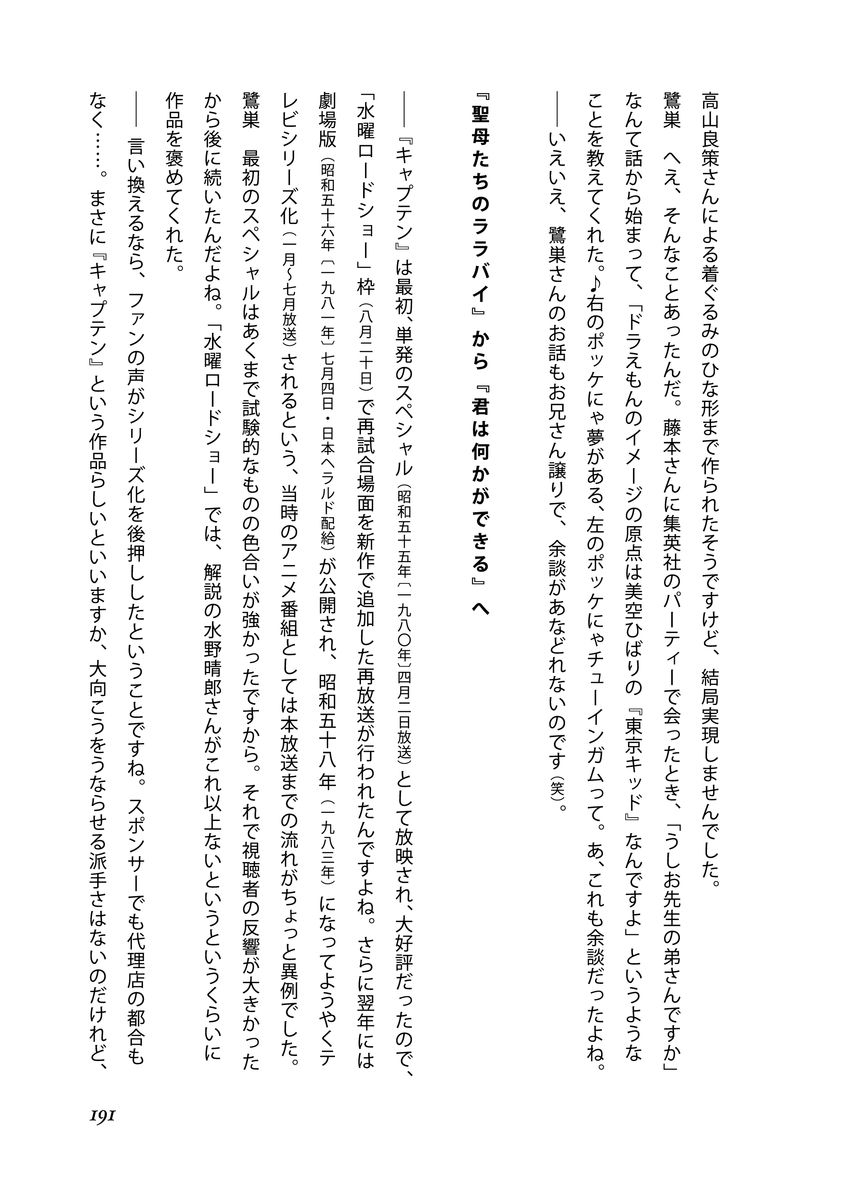 高山良策さんによる着ぐるみのひな形まで作られたそうですけど、結局実現しませんでした。
鷺巣　へえ、そんなことあったんだ。藤本さんに集英社のパーティーで会ったとき、「うしお先生の弟さんですか」
なんて話から始まって、「ドラえもんのイメージの原点は美空ひばりの『東京キッド』なんですよ」というような
ことを教えてくれた。♪右のポッケにゃ夢がある、左のポッケにゃチューインガムって。あ、これも余談だったよね。
――いえいえ、鷺巣さんのお話もお兄さん譲りで、余談があなどれないのです（笑）。
『聖母たちのララバイ』から『君は何かができる』へ
――『キャプテン』は最初、単発のスペシャル（昭和五十五年〔一九八〇年〕四月二日放送）として放映され、大好評だったので、
「水曜ロードショー」枠（八月二十日）で再試合場面を新作で追加した再放送が行われたんですよね。さらに翌年には
劇場版（昭和五十六年〔一九八一年〕七月四日・日本ヘラルド配給）が公開され、昭和五十八年（一九八三年）になってようやくテ
レビシリーズ化（一月～七月放送）されるという、当時のアニメ番組としては本放送までの流れがちょっと異例でした。
鷺巣　最初のスペシャルはあくまで試験的なものの色合いが強かったですから。それで視聴者の反響が大きかった
から後に続いたんだよね。「水曜ロードショー」では、解説の水野晴郎さんがこれ以上ないというというくらいに
作品を褒めてくれた。
――言い換えるなら、ファンの声がシリーズ化を後押ししたということですね。スポンサーでも代理店の都合も
なく……。まさに『キャプテン』という作品らしいといいますか、大向こうをうならせる派手さはないのだけれど、
191